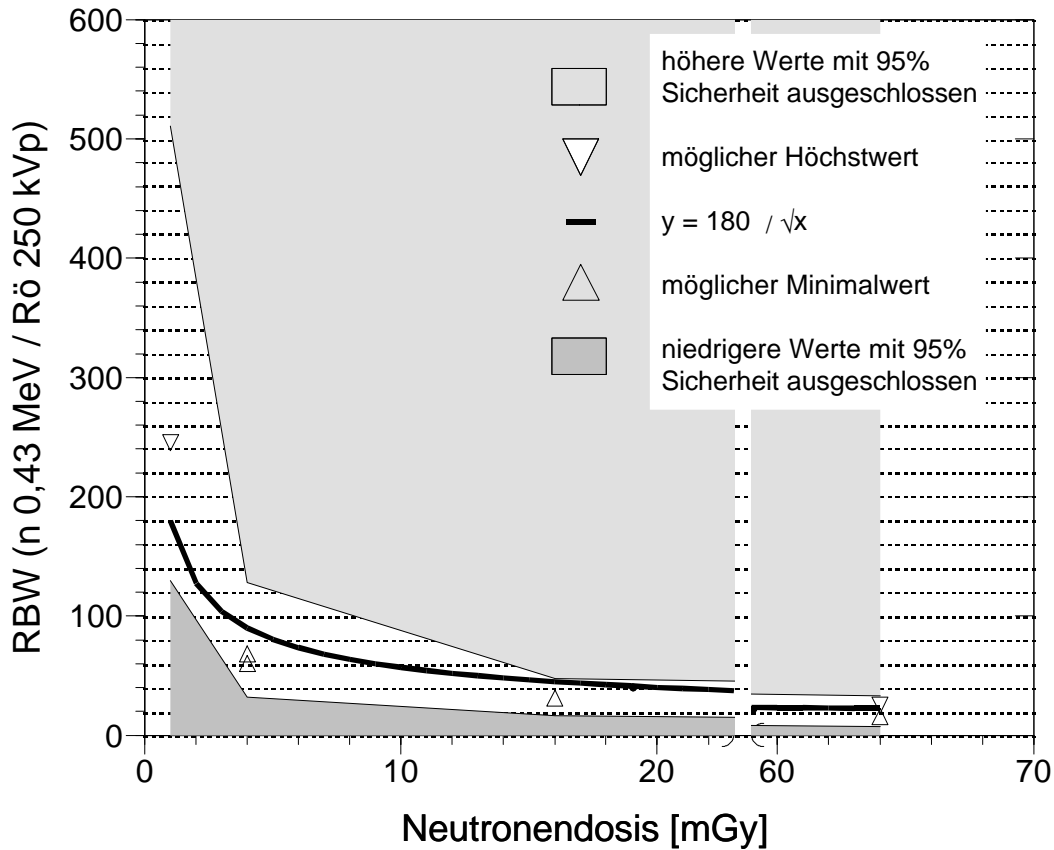 600
500
400
300
200
100
0
RBW (n 0,43 MeV / Rö 250 kVp)
höhere Werte mit 95%
Sicherheit ausgeschlossen
möglicher Höchstwert
y = 180 / √x
möglicher Minimalwert
niedrigere Werte mit 95%
Sicherheit ausgeschlossen
0 10 20 60 70
Neutronendosis [mGy]